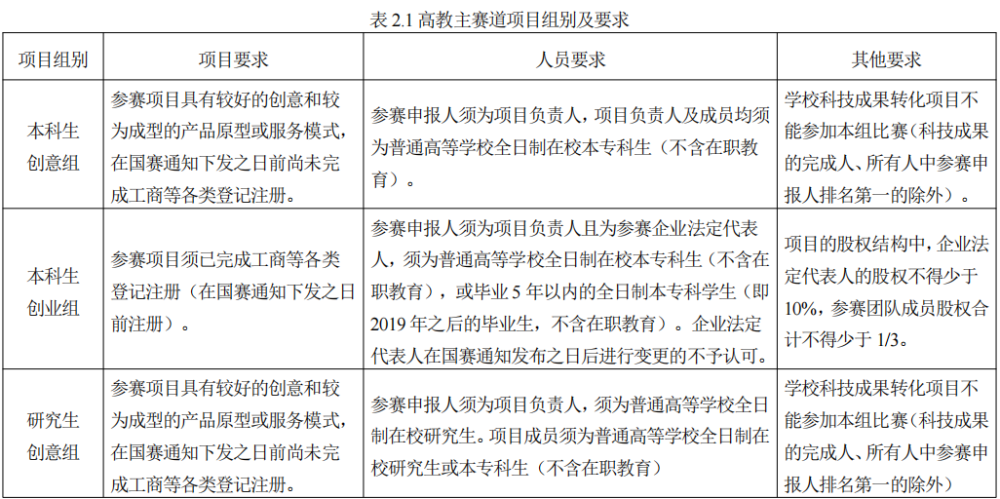 表 2.1 高教主赛道项目组别及要求
项目组别
项目要求
人员要求
其他要求
本科生
创意组
参赛项目具有较好的创意和较
为成型的产品原型或服务模式，
在国赛通知下发之日前尚未完
成工商等各类登记注册。
参赛申报人须为项目负责人，项目负责人及成员均须
为普通高等学校全日制在校本专科生（不含在职教
育）。
学校科技成果转化项目不
能参加本组比赛（科技成果
的完成人、所有人中参赛申
报人排名第一的除外）。
本科生
创业组
参赛项目须已完成工商等各类
登记注册（在国赛通知下发之日
前注册）。
参赛申报人须为项目负责人且为参赛企业法定代表
人，须为普通高等学校全日制在校本专科生（不含在
职教育），或毕业 5 年以内的全日制本专科学生（即
2019 年之后的毕业生，不含在职教育）。企业法定
代表人在国赛通知发布之日后进行变更的不予认可。
项目的股权结构中，企业法
定代表人的股权不得少于
10%，参赛团队成员股权合
计不得少于 1/3。
研究生
创意组
参赛项目具有较好的创意和较
为成型的产品原型或服务模式，
在国赛通知下发之日前尚未完
成工商等各类登记注册。
参赛申报人须为项目负责人，须为普通高等学校全日
制在校研究生。项目成员须为普通高等学校全日制在
校研究生或本专科生（不含在职教育）
学校科技成果转化项目不
能参加本组比赛（科技成果
的完成人、所有人中参赛申
报人排名第一的除外）